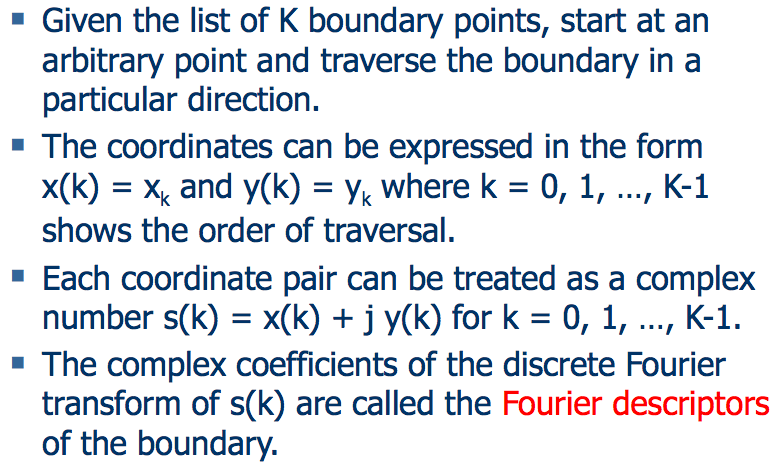 ▪ Given the list of K boundary points, start at an
arbitrary point and traverse the boundary in a
particular direction.
▪ The coordinates can be expressed in the form
x(k) = xₖ and y(k) = yₖ where k = 0, 1, ..., K-1
shows the order of traversal.
▪ Each coordinate pair can be treated as a complex
number s(k) = x(k) + j y(k) for k = 0, 1, ..., K-1.
▪ The complex coefficients of the discrete Fourier
transform of s(k) are called the Fourier descriptors
of the boundary.